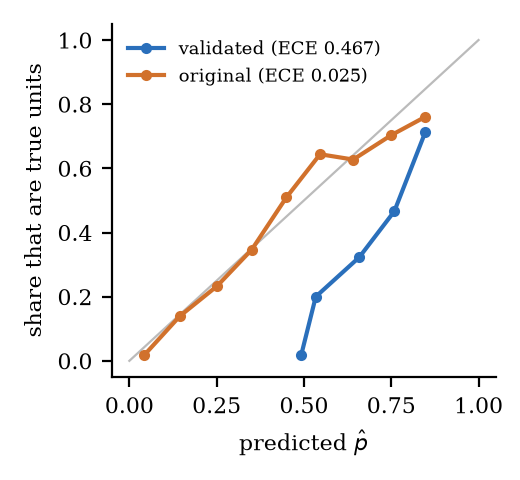 validated (ECE 0.467)
original (ECE 0.025)
share that are true units
1.0
0.8
0.6
0.4
0.2
0.0
0.00 0.25 0.50 0.75 1.00
predicted p̂